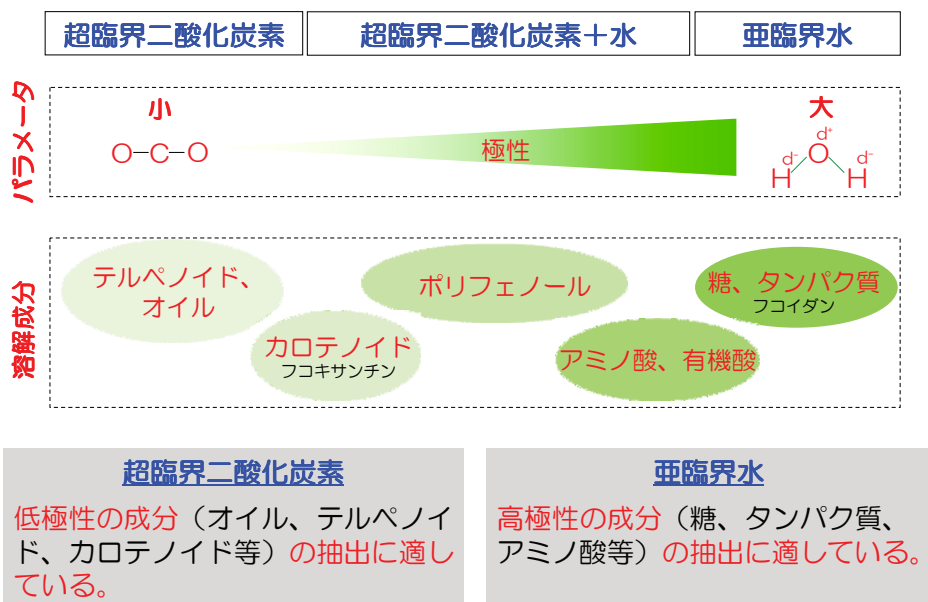 超臨界二酸化炭素
超臨界二酸化炭素＋水
亜臨界水
パラメータ
小
O-C-O
極性
大
d⁺
d⁻ O d⁻
H H
溶解成分
テルペノイド、
オイル
カロテノイド
フコキサンチン
ポリフェノール
アミノ酸、有機酸
糖、タンパク質
フコイダン
超臨界二酸化炭素
低極性の成分（オイル、テルペノイ
ド、カロテノイド等）の抽出に適し
ている。
亜臨界水
高極性の成分（糖、タンパク質、
アミノ酸等）の抽出に適している。